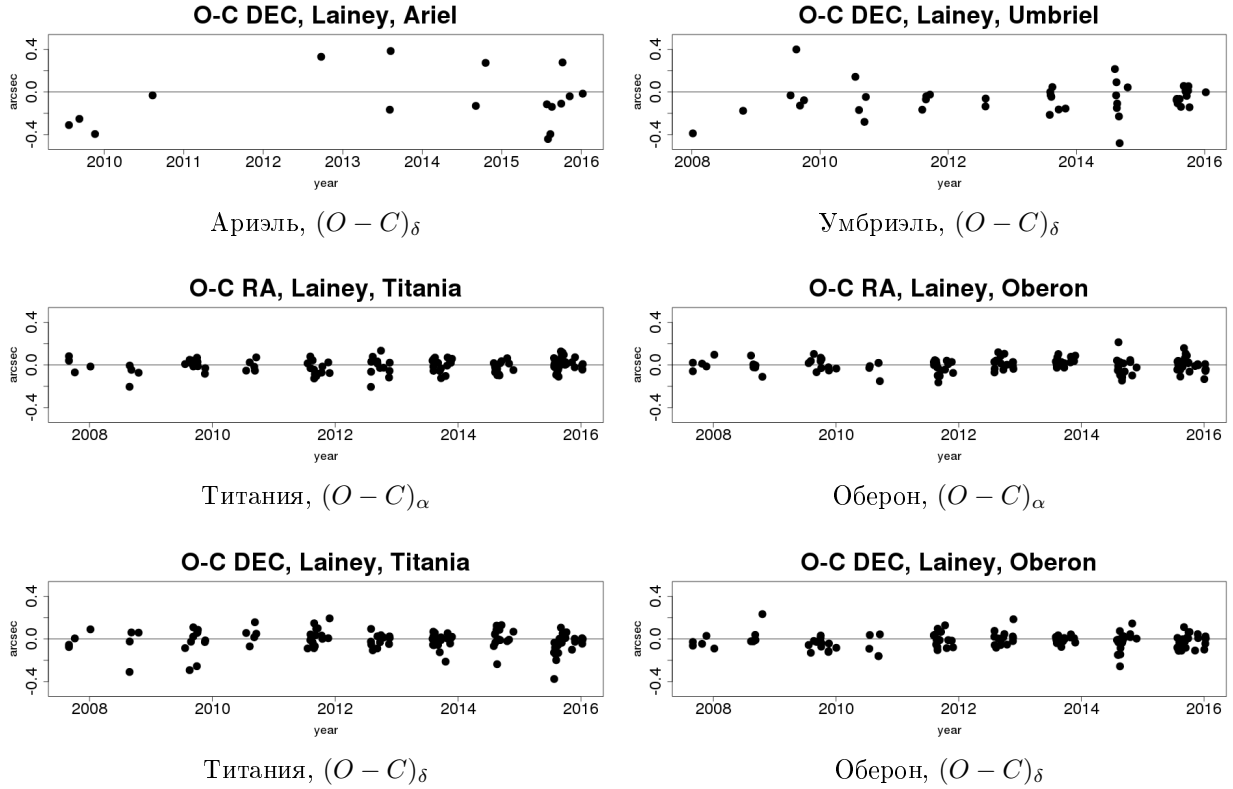 O-C DEC, Lainey, Ariel
arcsec
0.4
0.0
-0.4
2010 2011 2012 2013 2014 2015 2016
year
Ариэль, (O − C)δ
O-C DEC, Lainey, Umbriel
arcsec
0.4
0.0
-0.4
2008 2010 2012 2014 2016
year
Умбриэль, (O − C)δ
O-C RA, Lainey, Titania
arcsec
0.4
0.0
-0.4
2008 2010 2012 2014 2016
year
Титания, (O − C)α
O-C RA, Lainey, Oberon
arcsec
0.4
0.0
-0.4
2008 2010 2012 2014 2016
year
Оберон, (O − C)α
O-C DEC, Lainey, Titania
arcsec
0.4
0.0
-0.4
2008 2010 2012 2014 2016
year
Титания, (O − C)δ
O-C DEC, Lainey, Oberon
arcsec
0.4
0.0
-0.4
2008 2010 2012 2014 2016
year
Оберон, (O − C)δ